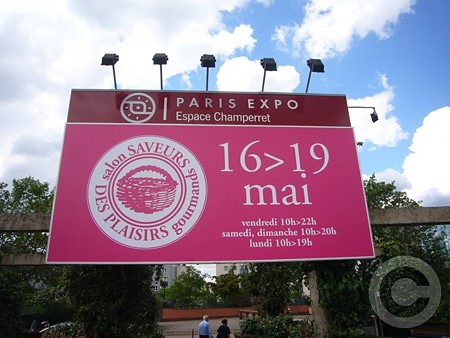 PARIS EXPO
Espace Champerret
salon SAVEURS
DES PLAISIRS gourmands
16>19
mai
vendredi 10h>22h
samedi, dimanche 10h>20h
lundi 10h>19h
C